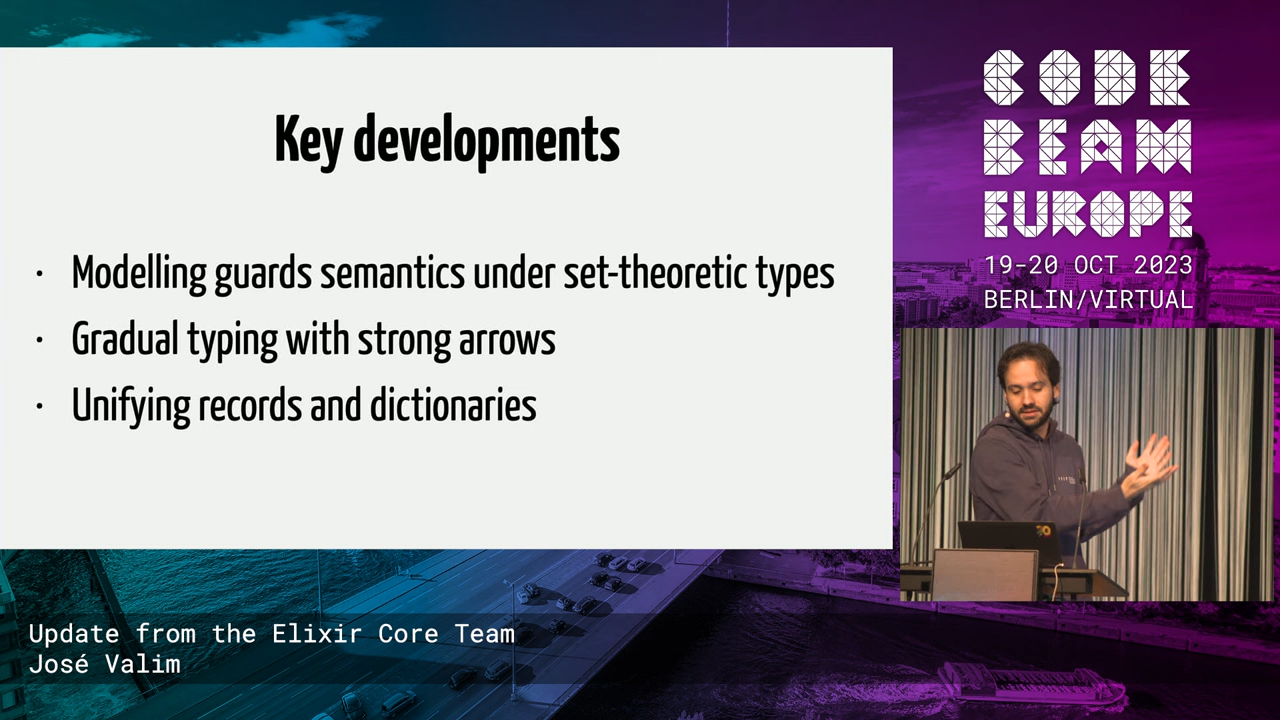 Key developments
· Modelling guards semantics under set-theoretic types
· Gradual typing with strong arrows
· Unifying records and dictionaries
CODE
BEAM
EUROPE
19-20 OCT 2023
BERLIN/VIRTUAL
Update from the Elixir Core Team
José Valim